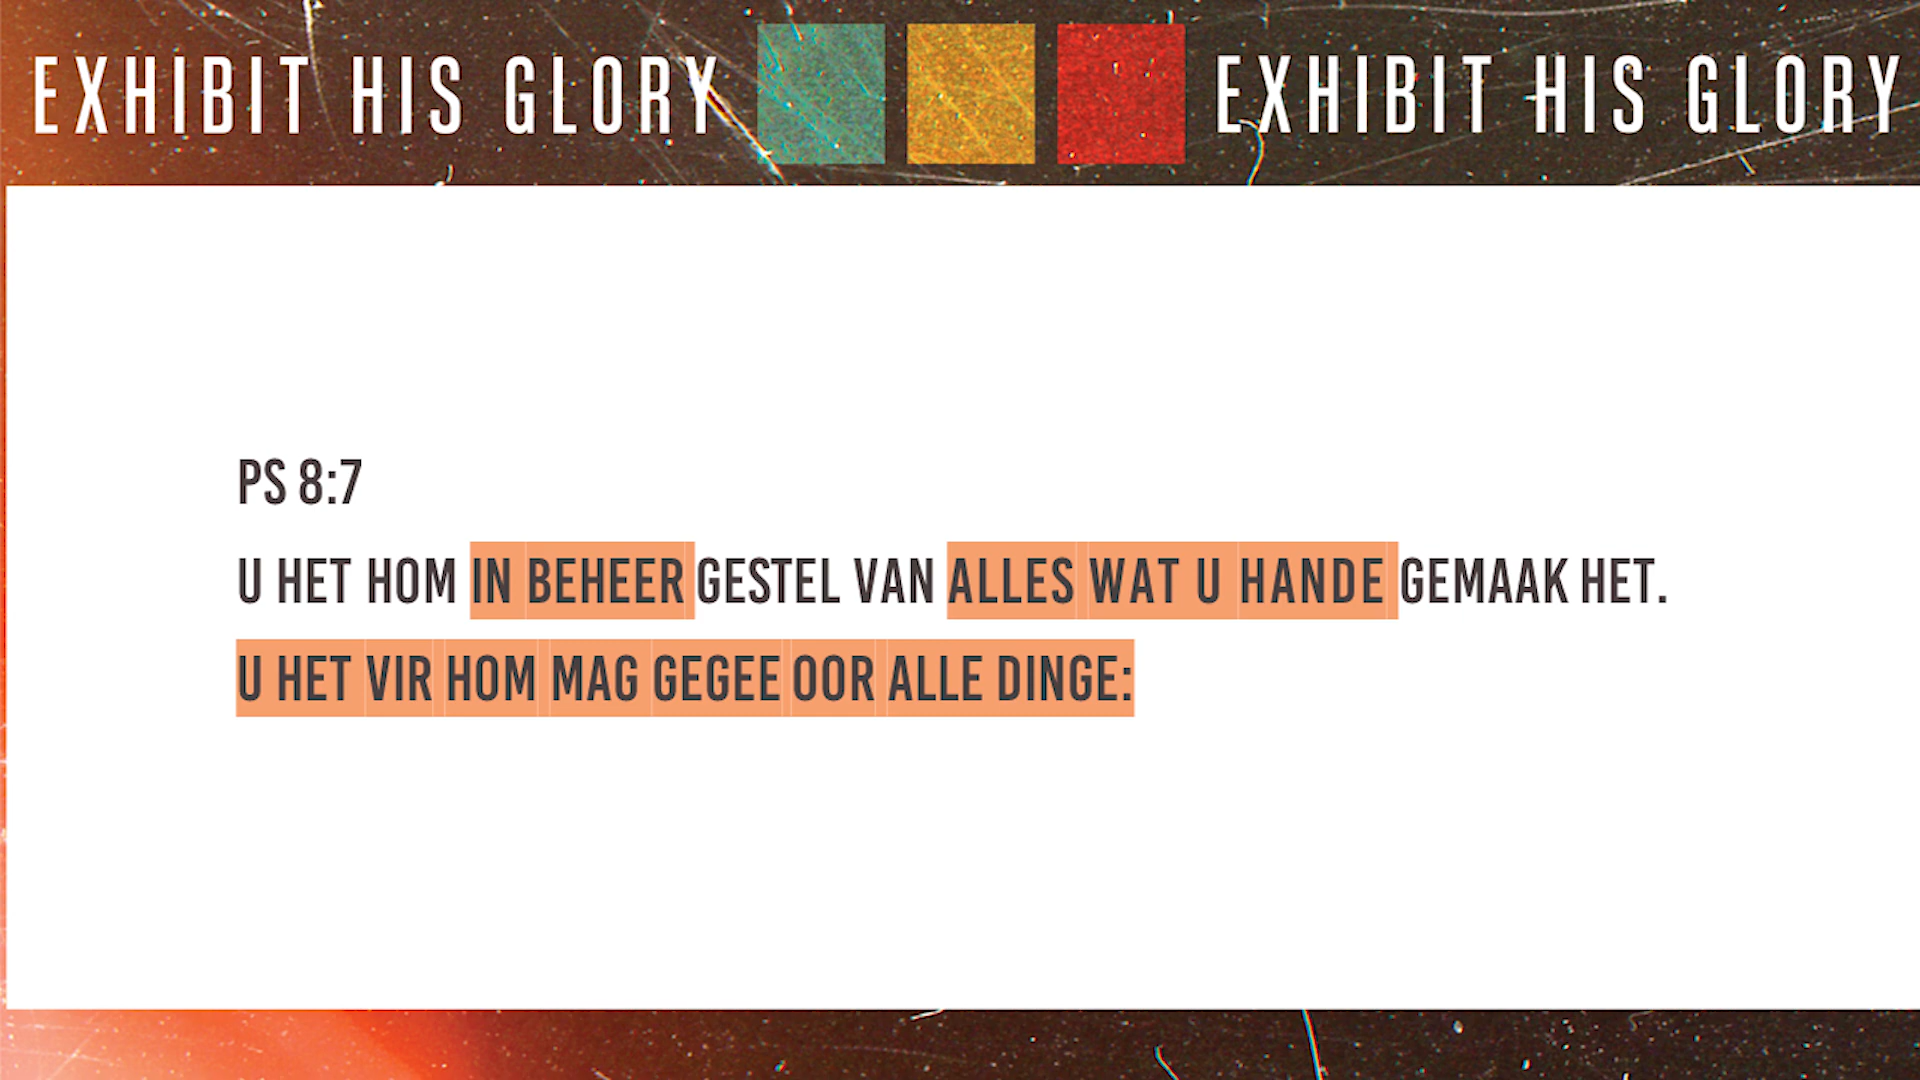 EXHIBIT HIS GLORY EXHIBIT HIS GLORY
PS 8:7
U HET HOM IN BEHEER GESTEL VAN ALLES WAT U HANDE GEMAAK HET.
U HET VIR HOM MAG GEGEE OOR ALLE DINGE: